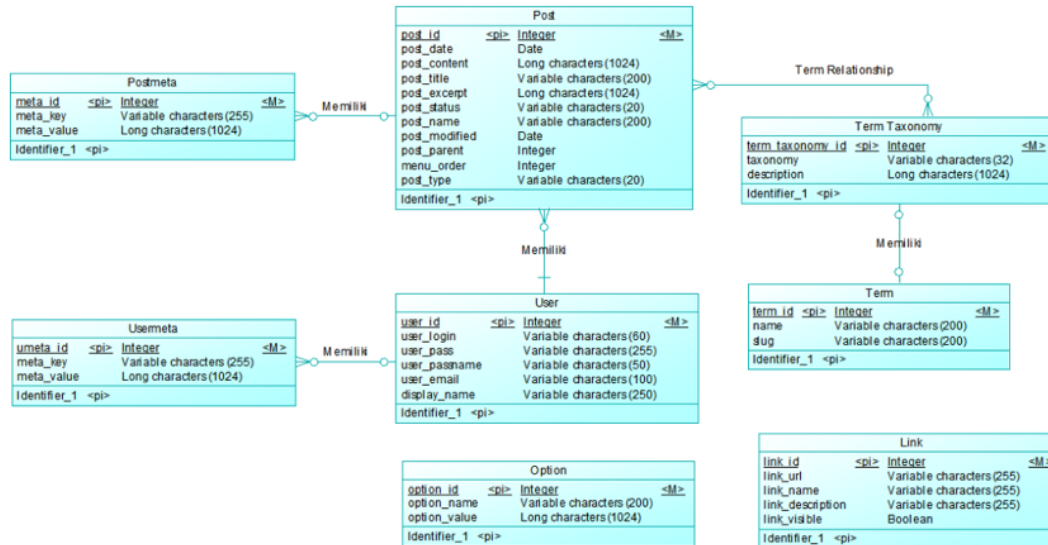 Post
post_id <pi> Integer <M>
post_date Date
post_content Long characters (1024)
post_title Variable characters (200)
post_excerpt Long characters (1024)
post_status Variable characters (20)
post_name Variable characters (200)
post_modified Date
post_parent Integer
menu_order Integer
post_type Variable characters (20)
Identifier_1 <pi>
Postmeta
meta_id <pi> Integer <M>
meta_key Variable characters (255)
meta_value Long characters (1024)
Identifier_1 <pi>
Memiliki
Term Relationship
Term Taxonomy
term_taxonomy_id <pi> Integer <M>
taxonomy Variable characters (32)
description Long characters (1024)
Identifier_1 <pi>
Memiliki
Memiliki
Term
term_id <pi> Integer <M>
name Variable characters (200)
slug Variable characters (200)
Identifier_1 <pi>
User
user_id <pi> Integer <M>
user_login Variable characters (60)
user_pass Variable characters (255)
user_passname Variable characters (50)
user_email Variable characters (100)
display_name Variable characters (250)
Identifier_1 <pi>
Usermeta
umeta_id <pi> Integer <M>
meta_key Variable characters (255)
meta_value Long characters (1024)
Identifier_1 <pi>
Memiliki
Option
option_id <pi> Integer <M>
option_name Variable characters (200)
option_value Long characters (1024)
Identifier_1 <pi>
Link
link_id <pi> Integer <M>
link_url Variable characters (255)
link_name Variable characters (255)
link_description Variable characters (255)
link_visible Boolean
Identifier_1 <pi>